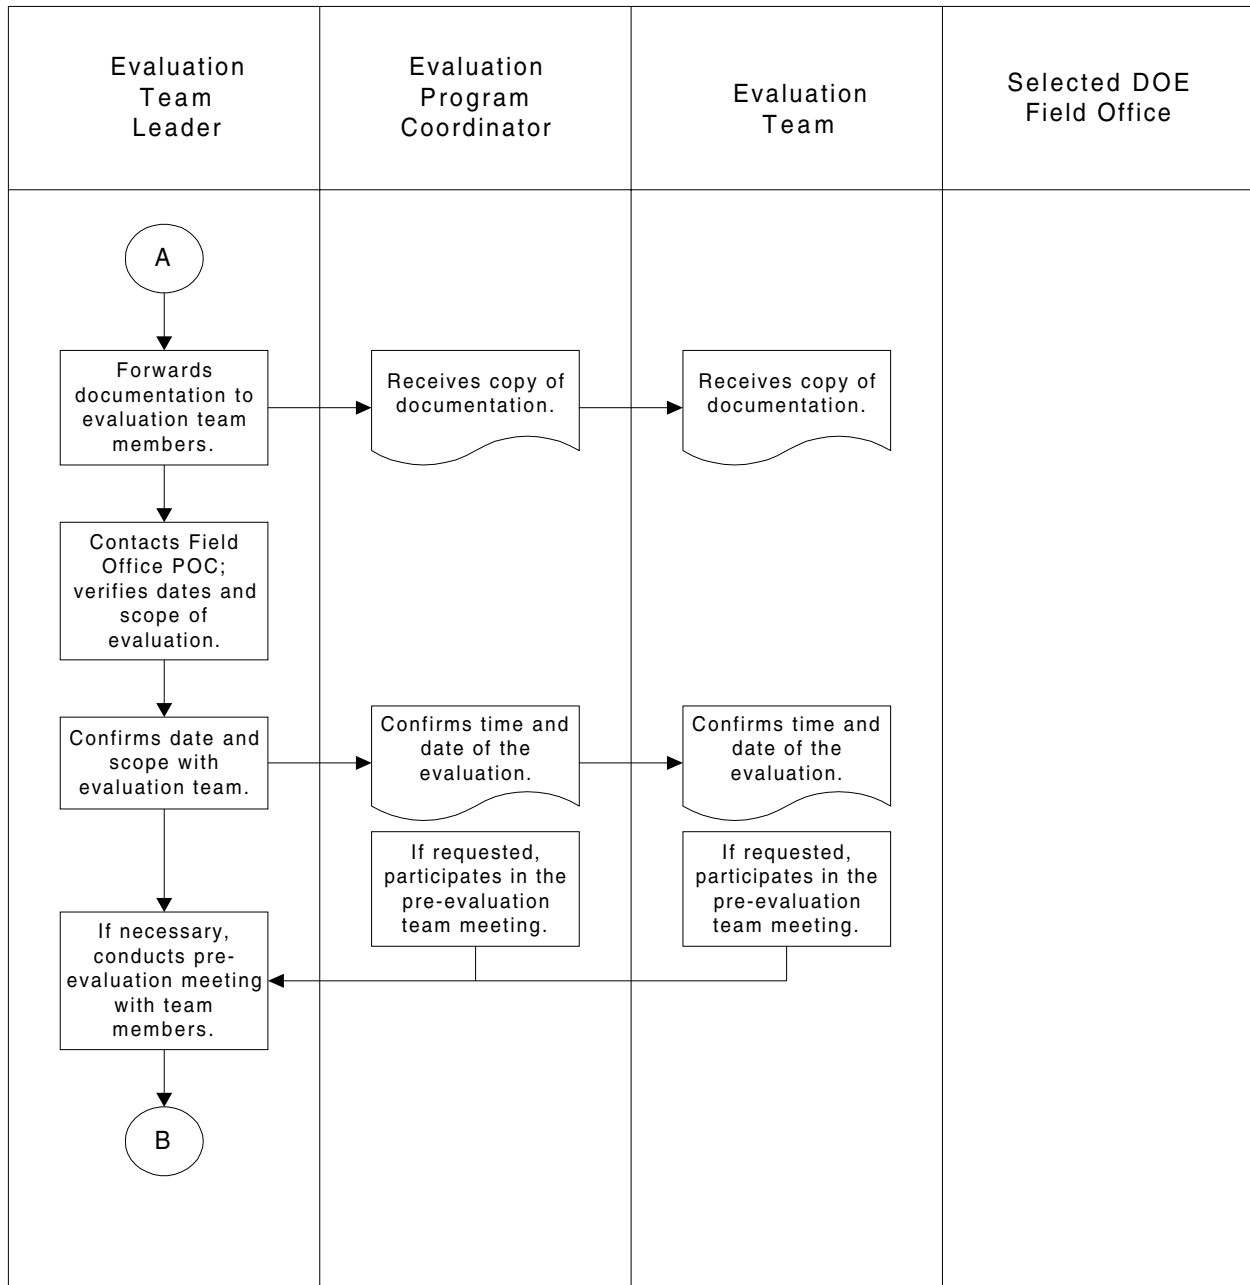 Evaluation
Team
Leader
Evaluation
Program
Coordinator
Evaluation
Team
Selected DOE
Field Office
A
Forwards
documentation to
evaluation team
members.
Receives copy of
documentation.
Receives copy of
documentation.
Contacts Field
Office POC;
verifies dates and
scope of
evaluation.
Confirms date and
scope with
evaluation team.
Confirms time and
date of the
evaluation.
Confirms time and
date of the
evaluation.
If requested,
participates in the
pre-evaluation
team meeting.
If requested,
participates in the
pre-evaluation
team meeting.
If necessary,
conducts pre-
evaluation meeting
with team
members.
B